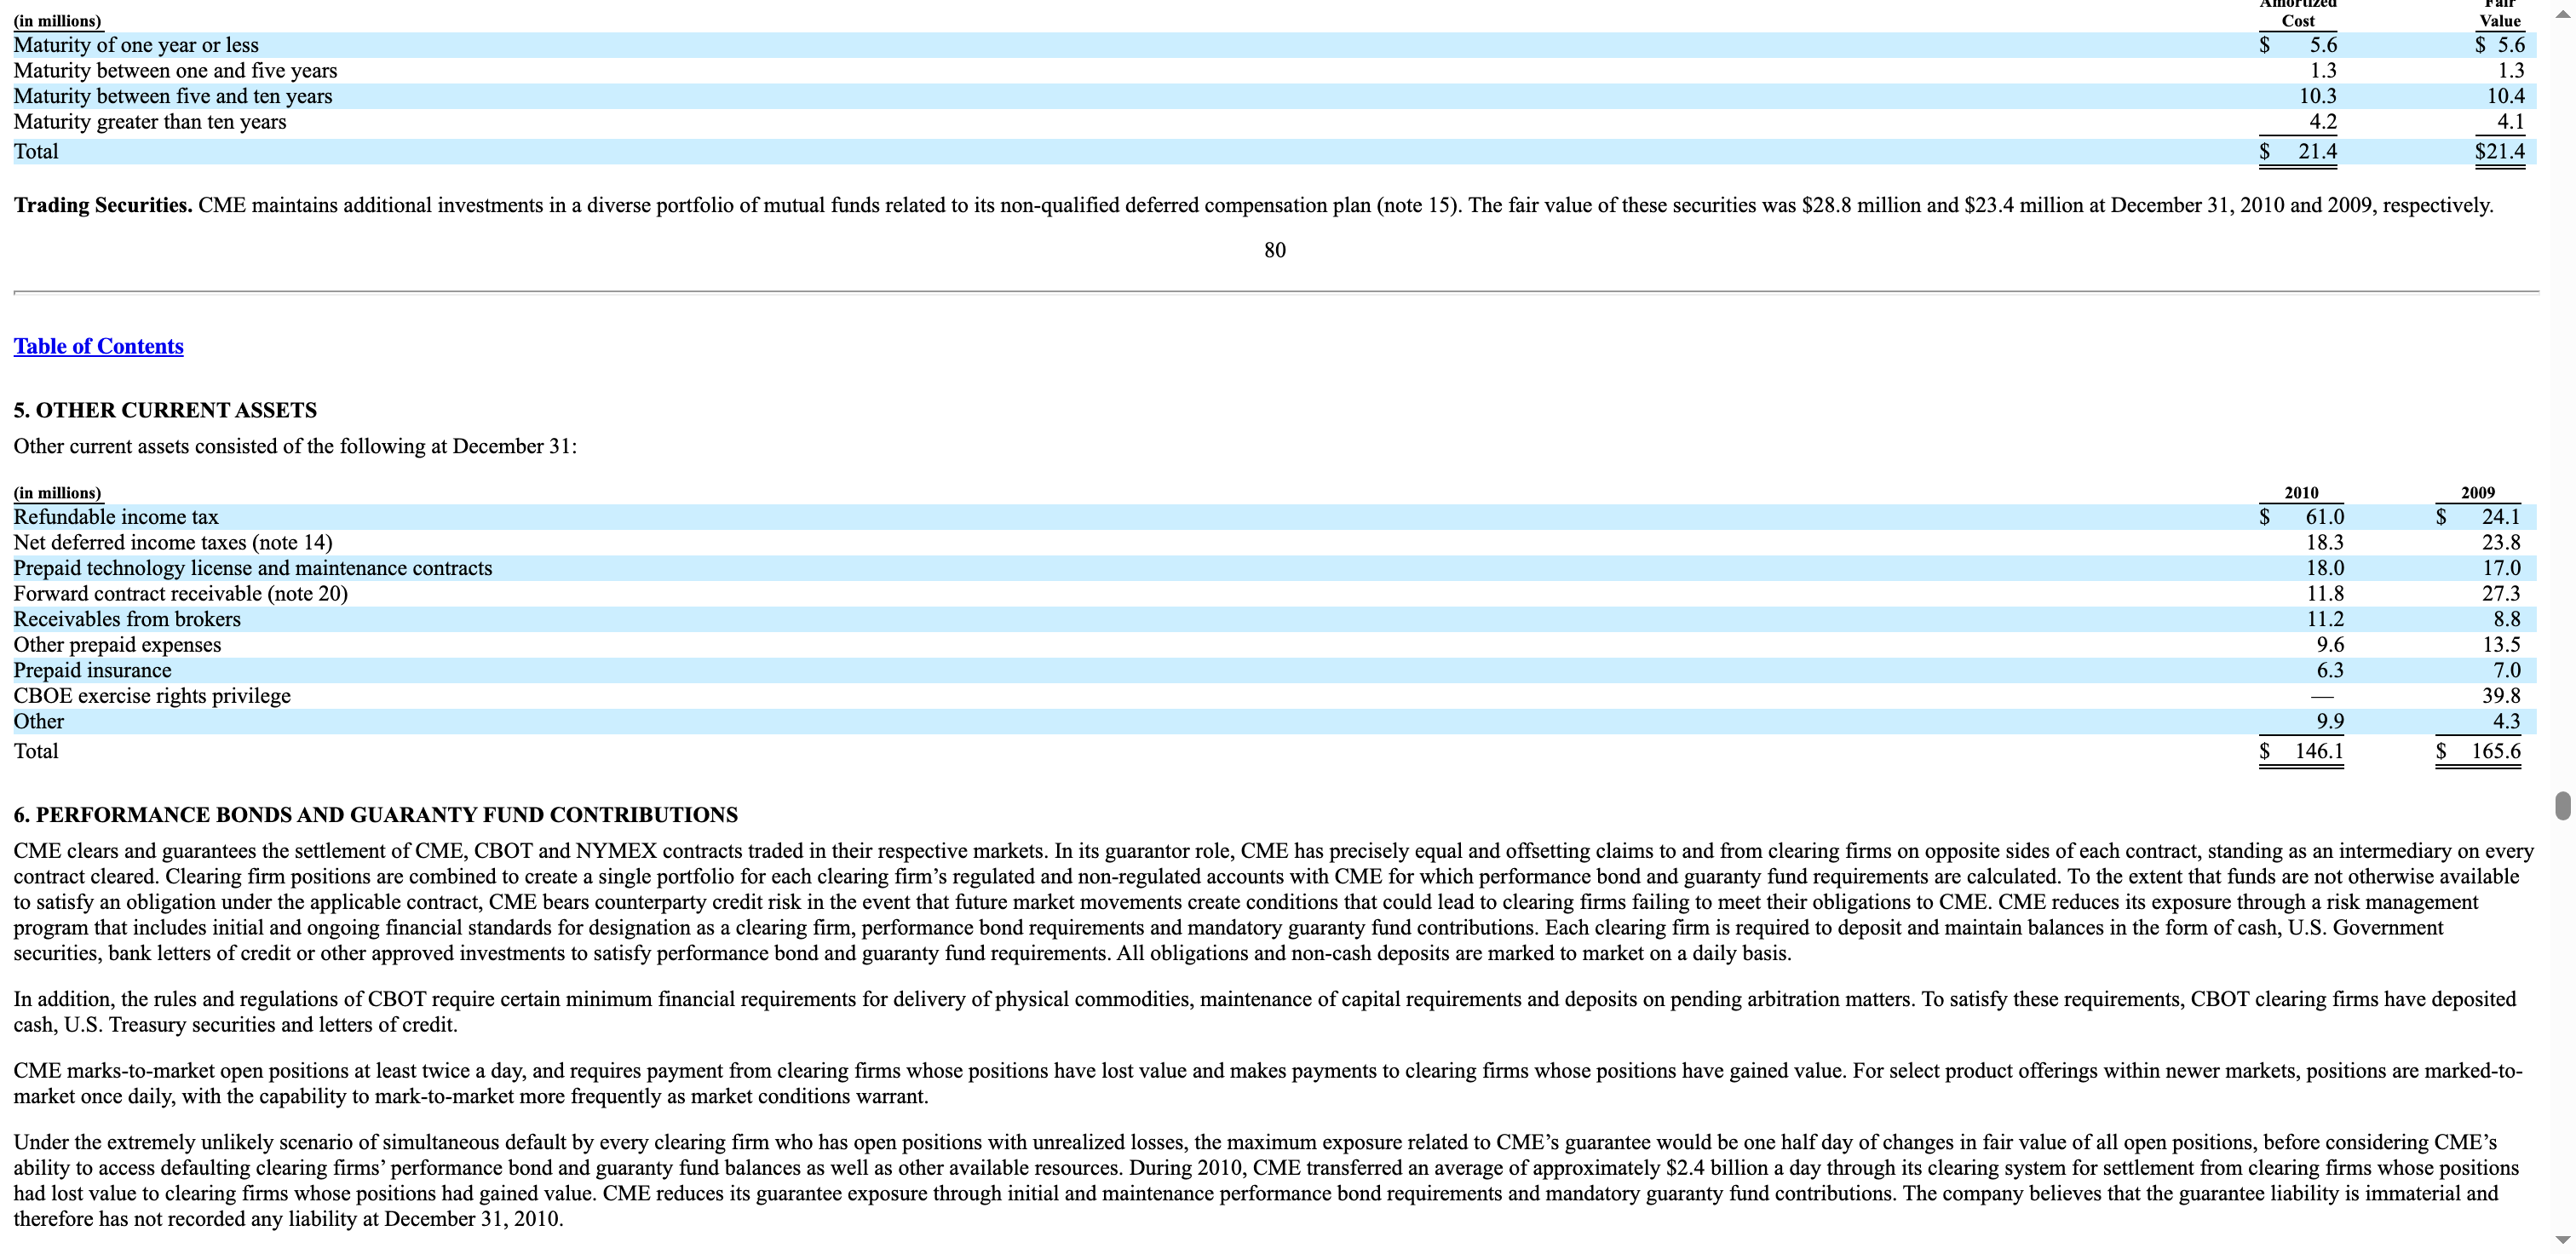 Amortized Fair
(in millions) Cost Value
Maturity of one year or less $ 5.6 $ 5.6
Maturity between one and five years 1.3 1.3
Maturity between five and ten years 10.3 10.4
Maturity greater than ten years 4.2 4.1
Total $ 21.4 $21.4
Trading Securities. CME maintains additional investments in a diverse portfolio of mutual funds related to its non-qualified deferred compensation plan (note 15). The fair value of these securities was $28.8 million and $23.4 million at December 31, 2010 and 2009, respectively.
80
Table of Contents
5. OTHER CURRENT ASSETS
Other current assets consisted of the following at December 31:
(in millions) 2010 2009
Refundable income tax $ 61.0 $ 24.1
Net deferred income taxes (note 14) 18.3 23.8
Prepaid technology license and maintenance contracts 18.0 17.0
Forward contract receivable (note 20) 11.8 27.3
Receivables from brokers 11.2 8.8
Other prepaid expenses 9.6 13.5
Prepaid insurance 6.3 7.0
CBOE exercise rights privilege — 39.8
Other 9.9 4.3
Total $ 146.1 $ 165.6
6. PERFORMANCE BONDS AND GUARANTY FUND CONTRIBUTIONS
CME clears and guarantees the settlement of CME, CBOT and NYMEX contracts traded in their respective markets. In its guarantor role, CME has precisely equal and offsetting claims to and from clearing firms on opposite sides of each contract, standing as an intermediary on every
contract cleared. Clearing firm positions are combined to create a single portfolio for each clearing firm’s regulated and non-regulated accounts with CME for which performance bond and guaranty fund requirements are calculated. To the extent that funds are not otherwise available
to satisfy an obligation under the applicable contract, CME bears counterparty credit risk in the event that future market movements create conditions that could lead to clearing firms failing to meet their obligations to CME. CME reduces its exposure through a risk management
program that includes initial and ongoing financial standards for designation as a clearing firm, performance bond requirements and mandatory guaranty fund contributions. Each clearing firm is required to deposit and maintain balances in the form of cash, U.S. Government
securities, bank letters of credit or other approved investments to satisfy performance bond and guaranty fund requirements. All obligations and non-cash deposits are marked to market on a daily basis.
In addition, the rules and regulations of CBOT require certain minimum financial requirements for delivery of physical commodities, maintenance of capital requirements and deposits on pending arbitration matters. To satisfy these requirements, CBOT clearing firms have deposited
cash, U.S. Treasury securities and letters of credit.
CME marks-to-market open positions at least twice a day, and requires payment from clearing firms whose positions have lost value and makes payments to clearing firms whose positions have gained value. For select product offerings within newer markets, positions are marked-to-
market once daily, with the capability to mark-to-market more frequently as market conditions warrant.
Under the extremely unlikely scenario of simultaneous default by every clearing firm who has open positions with unrealized losses, the maximum exposure related to CME’s guarantee would be one half day of changes in fair value of all open positions, before considering CME’s
ability to access defaulting clearing firms’ performance bond and guaranty fund balances as well as other available resources. During 2010, CME transferred an average of approximately $2.4 billion a day through its clearing system for settlement from clearing firms whose positions
had lost value to clearing firms whose positions had gained value. CME reduces its guarantee exposure through initial and maintenance performance bond requirements and mandatory guaranty fund contributions. The company believes that the guarantee liability is immaterial and
therefore has not recorded any liability at December 31, 2010.